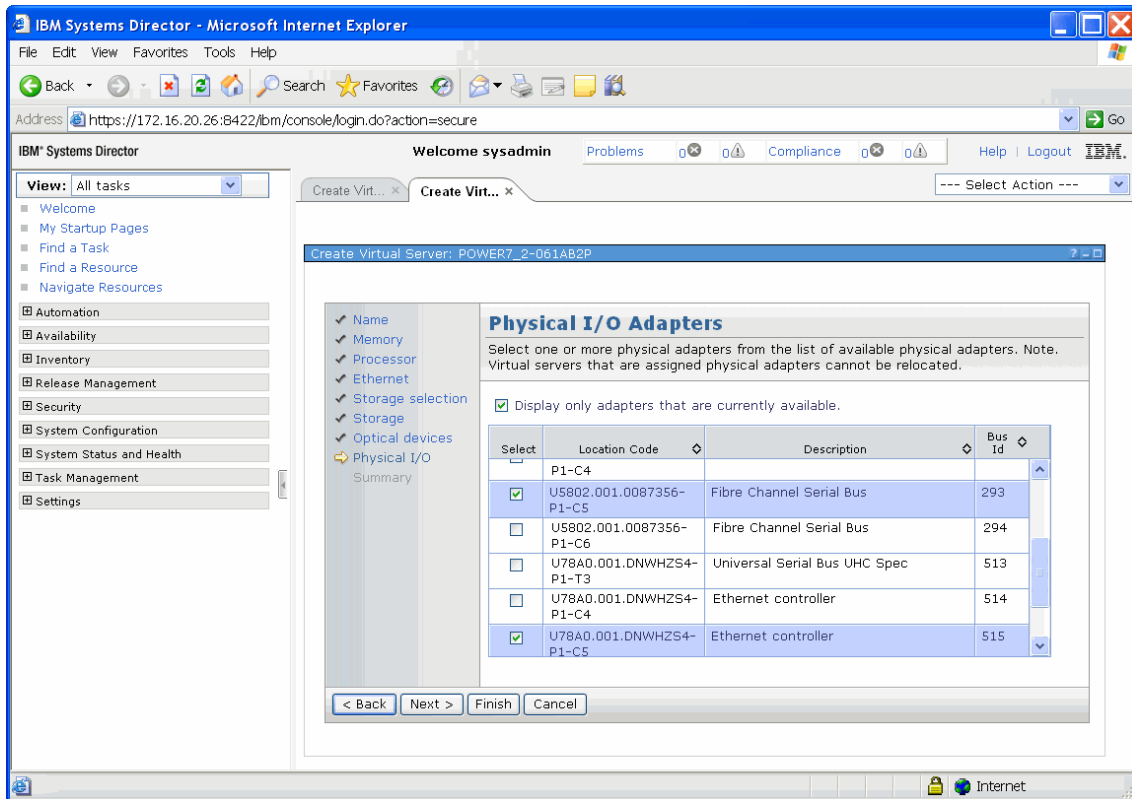 IBM Systems Director - Microsoft Internet Explorer
File Edit View Favorites Tools Help
Back Search Favorites
Address https://172.16.20.26:8422/ibm/console/login.do?action=secure Go
IBM® Systems Director Welcome sysadmin Problems 0 0 Compliance 0 0 Help | Logout IBM.
View: All tasks
Create Virt... × Create Virt... × --- Select Action ---
Welcome
My Startup Pages
Find a Task
Find a Resource
Navigate Resources
Automation
Availability
Inventory
Release Management
Security
System Configuration
System Status and Health
Task Management
Settings
Create Virtual Server: POWER7_2-061AB2P
Name
Memory
Processor
Ethernet
Storage selection
Storage
Optical devices
Physical I/O
Summary
Physical I/O Adapters
Select one or more physical adapters from the list of available physical adapters. Note.
Virtual servers that are assigned physical adapters cannot be relocated.
Display only adapters that are currently available.
Select Location Code Description Bus Id
P1-C4
U5802.001.0087356- Fibre Channel Serial Bus 293
P1-C5
U5802.001.0087356- Fibre Channel Serial Bus 294
P1-C6
U78A0.001.DNWHZS4- Universal Serial Bus UHC Spec 513
P1-T3
U78A0.001.DNWHZS4- Ethernet controller 514
P1-C4
U78A0.001.DNWHZS4- Ethernet controller 515
P1-C5
< Back Next > Finish Cancel
Internet